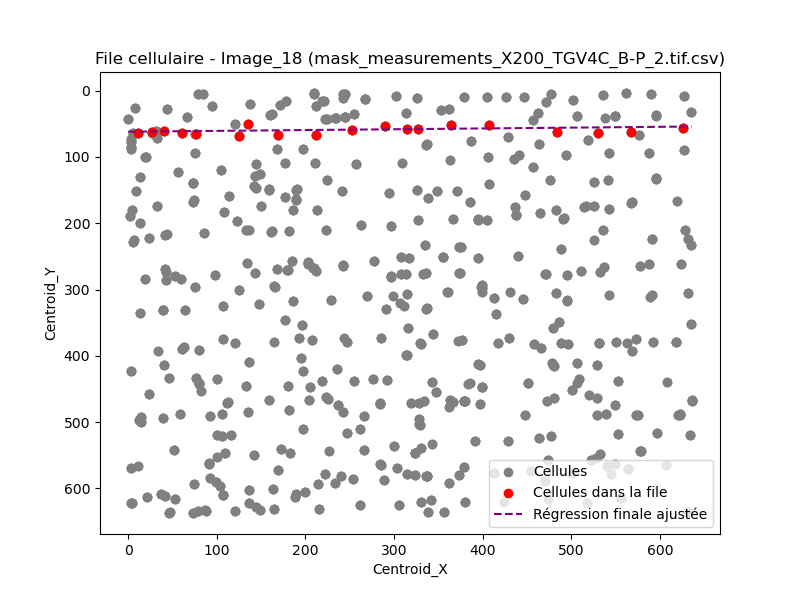 File cellulaire - Image_18 (mask_measurements_X200_TGV4C_B-P_2.tif.csv)
0
100
200
300
400
500
600
Centroid_Y
Cellules
Cellules dans la file
Régression finale ajustée
0 100 200 300 400 500 600
Centroid_X